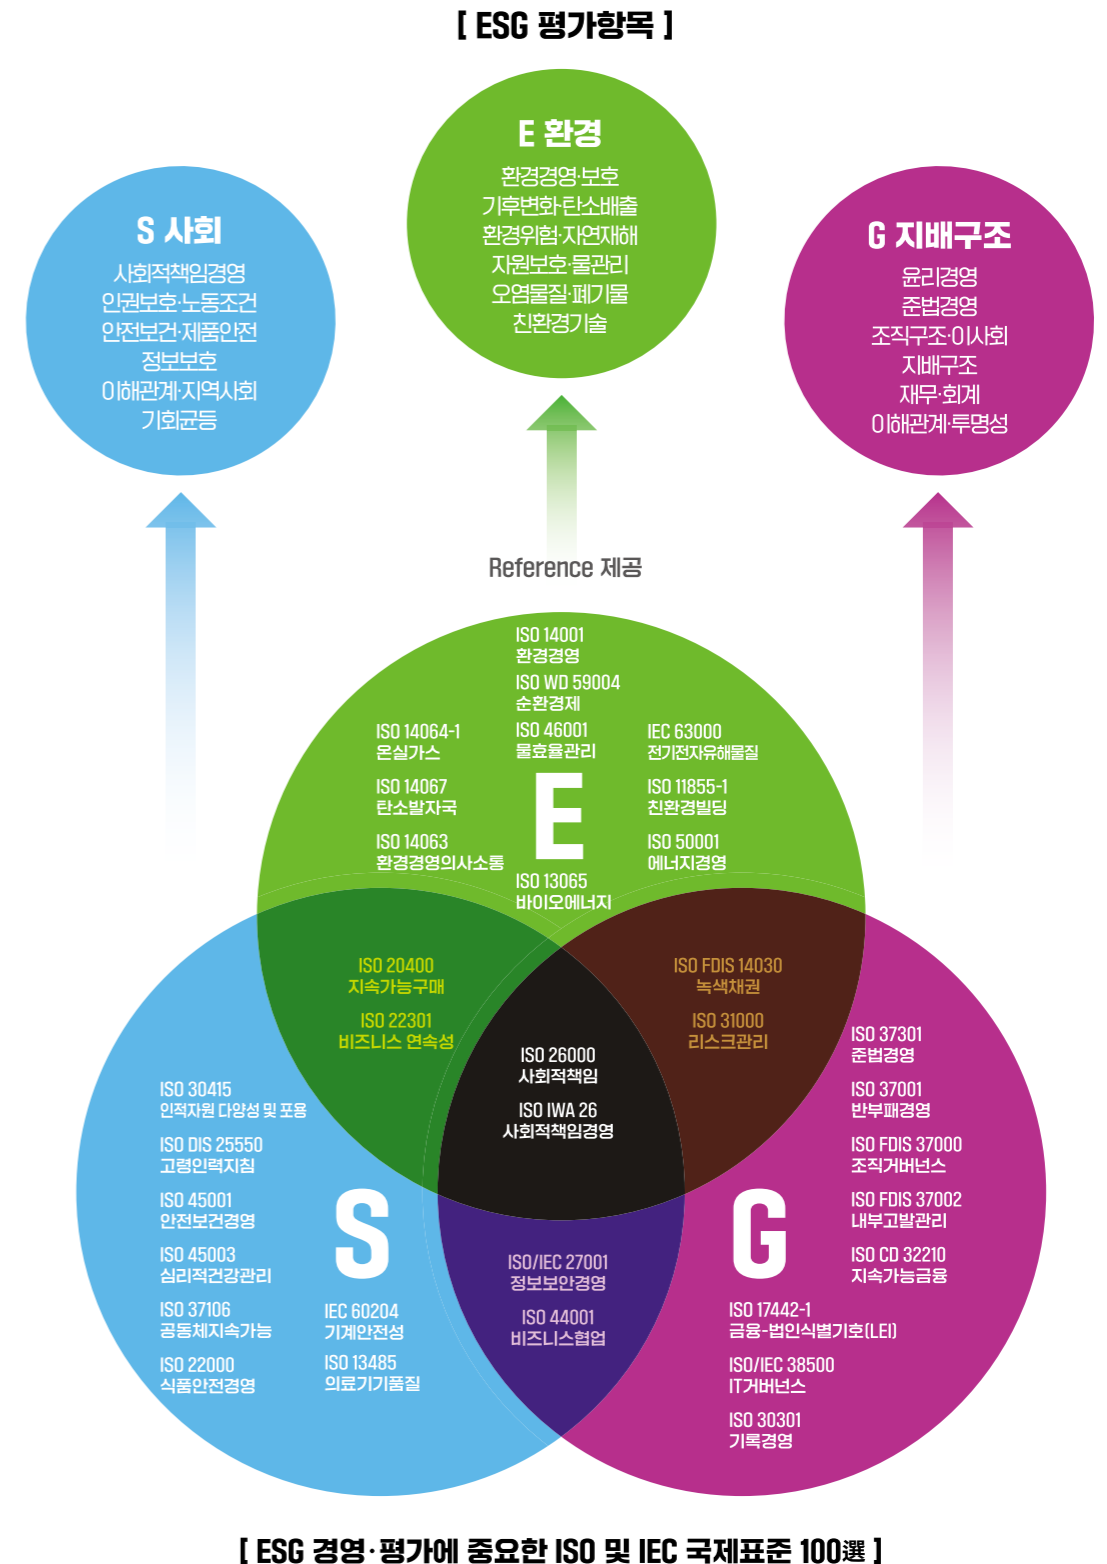 [ ESG 평가항목 ]
E 환경
환경경영·보호
기후변화·탄소배출
환경위험·자연재해
자원보호·물관리
오염물질·폐기물
친환경기술
S 사회
사회적책임경영
인권보호·노동조건
안전보건·제품안전
정보보호
이해관계·지역사회
기회균등
G 지배구조
윤리경영
준법경영
조직구조·이사회
지배구조
재무·회계
이해관계·투명성
Reference 제공
ISO 14001
환경경영
ISO WD 59004
순환경제
ISO 46001
물효율관리
ISO 14064-1
온실가스
ISO 14067
탄소발자국
ISO 14063
환경경영의사소통
E
IEC 63000
전기전자유해물질
ISO 11855-1
친환경빌딩
ISO 50001
에너지경영
ISO 13065
바이오에너지
ISO 20400
지속가능구매
ISO 22301
비즈니스 연속성
ISO FDIS 14030
녹색채권
ISO 31000
리스크관리
ISO 26000
사회적책임
ISO IWA 26
사회적책임경영
ISO 30415
인적자원 다양성 및 포용
ISO DIS 25550
고령인력지침
ISO 45001
안전보건경영
ISO 45003
심리적건강관리
ISO 37106
공동체지속가능
ISO 22000
식품안전경영
S
IEC 60204
기계안전성
ISO 13485
의료기기품질
ISO/IEC 27001
정보보안경영
ISO 44001
비즈니스협업
G
ISO 37301
준법경영
ISO 37001
반부패경영
ISO FDIS 37000
조직거버넌스
ISO FDIS 37002
내부고발관리
ISO CD 32210
지속가능금융
ISO 17442-1
금융-법인식별기호(LEI)
ISO/IEC 38500
IT거버넌스
ISO 30301
기록경영
[ ESG 경영·평가에 중요한 ISO 및 IEC 국제표준 100選 ]